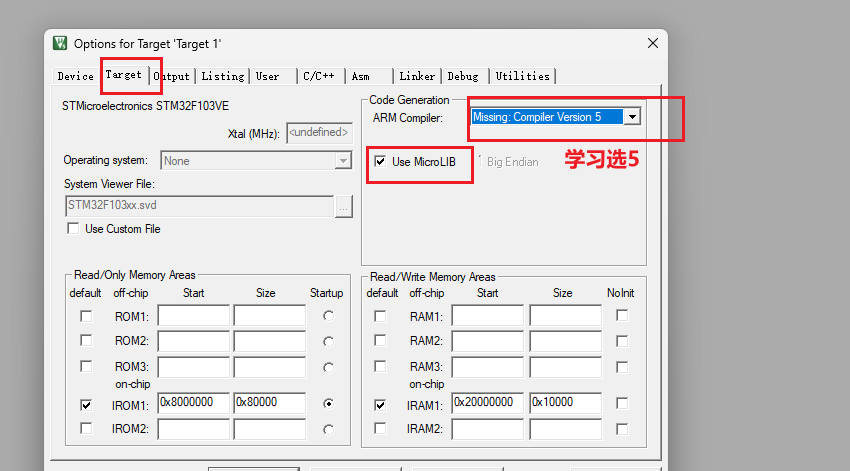 Options for Target 'Target 1'
Device Target Output Listing User C/C++ Asm Linker Debug Utilities
STMicroelectronics STM32F103VE
Xtal (MHz): <undefined>
Operating system: None
System Viewer File:
STM32F103xx.svd
...
Use Custom File
Code Generation
ARM Compiler: Missing: Compiler Version 5
Use MicroLIB Big Endian
学习选5
Read/Only Memory Areas
default off-chip Start Size Startup
ROM1:
ROM2:
ROM3:
on-chip
IROM1: 0x8000000 0x80000
IROM2:
Read/Write Memory Areas
default off-chip Start Size NoInit
RAM1:
RAM2:
RAM3:
on-chip
IRAM1: 0x20000000 0x10000
IRAM2: